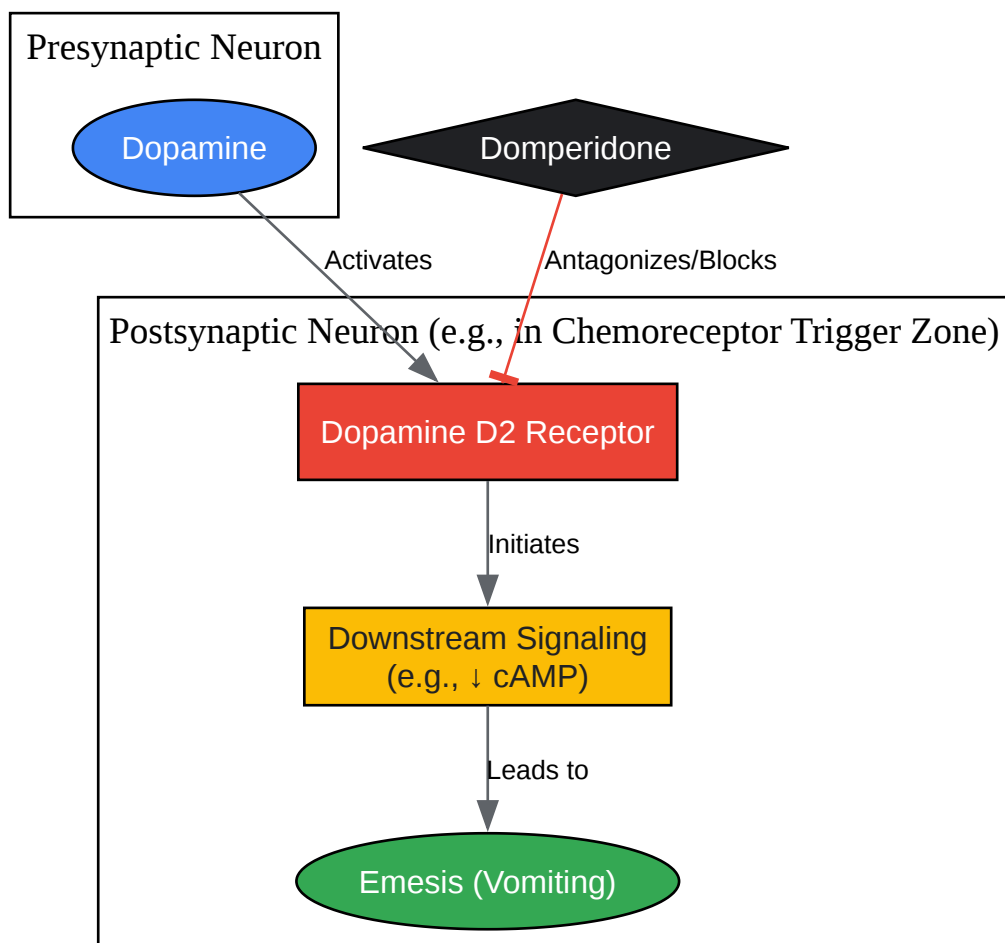 Presynaptic Neuron
Dopamine
Domperidone
Activates
Antagonizes/Blocks
Postsynaptic Neuron (e.g., in Chemoreceptor Trigger Zone)
Dopamine D2 Receptor
Initiates
Downstream Signaling
(e.g., ↓ cAMP)
Leads to
Emesis (Vomiting)